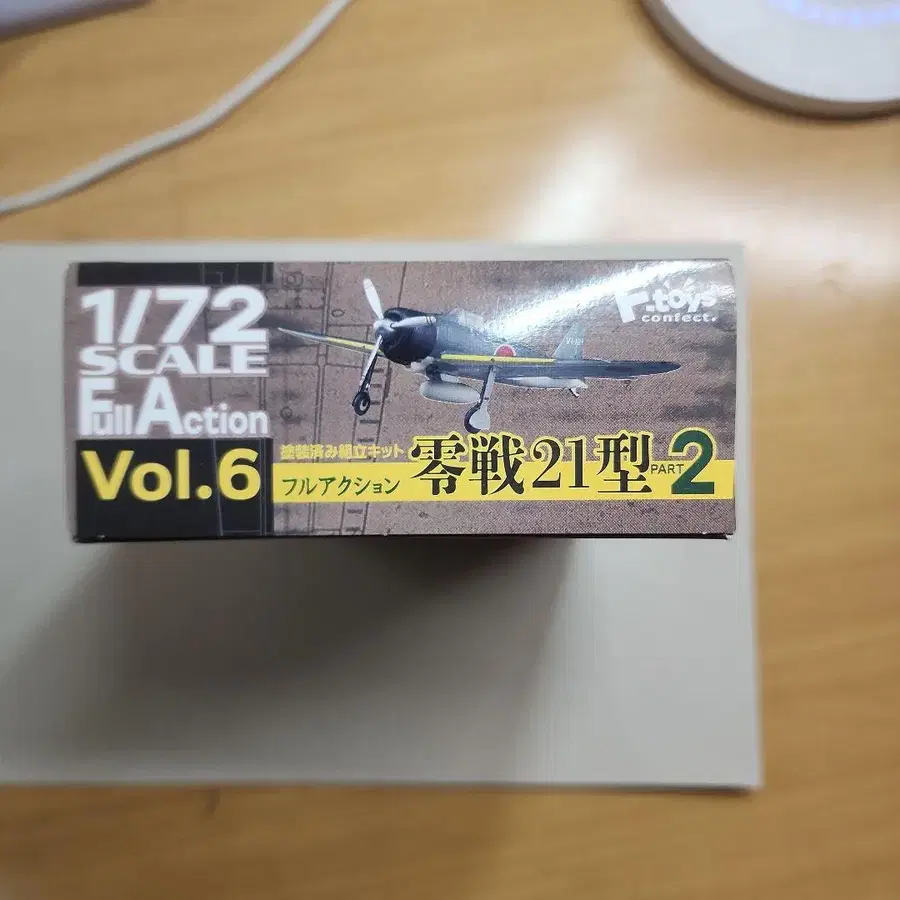 1/72
SCALE
Full Action
Vol.6
F-toys
confect.
塗装済み組立キット
フルアクション 零戦21型 PART 2